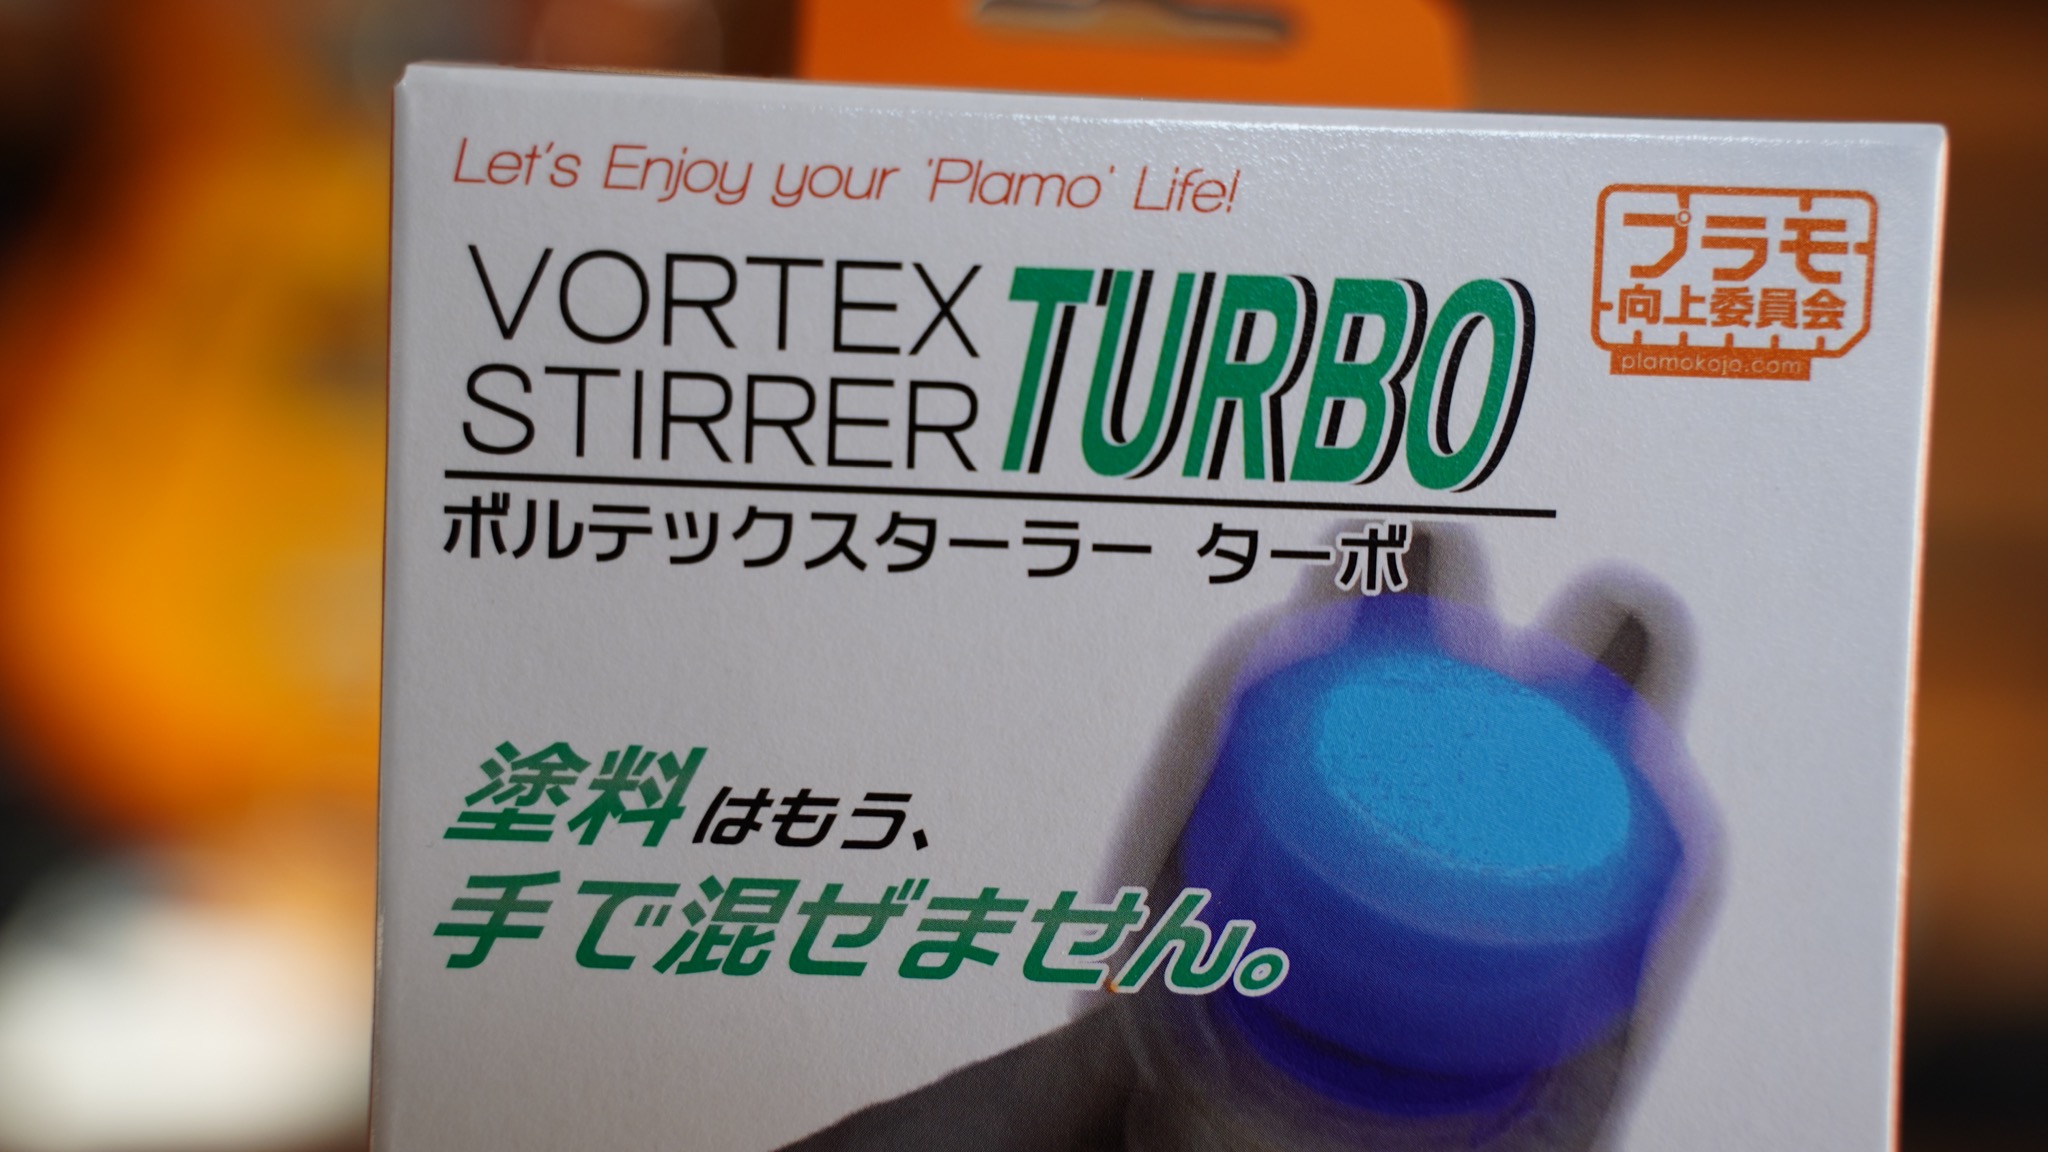 Let's Enjoy your 'Plamo' Life!
VORTEX
STIRRER TURBO
ボルテックスターラー ターボ
プラモ
向上委員会
plamokojo.com
塗料はもう、
手で混ぜません。